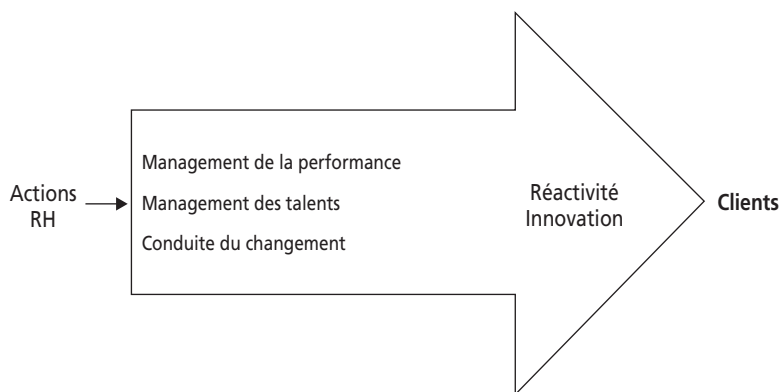 Actions
RH
Management de la performance
Management des talents
Conduite du changement
Réactivité
Innovation
Clients